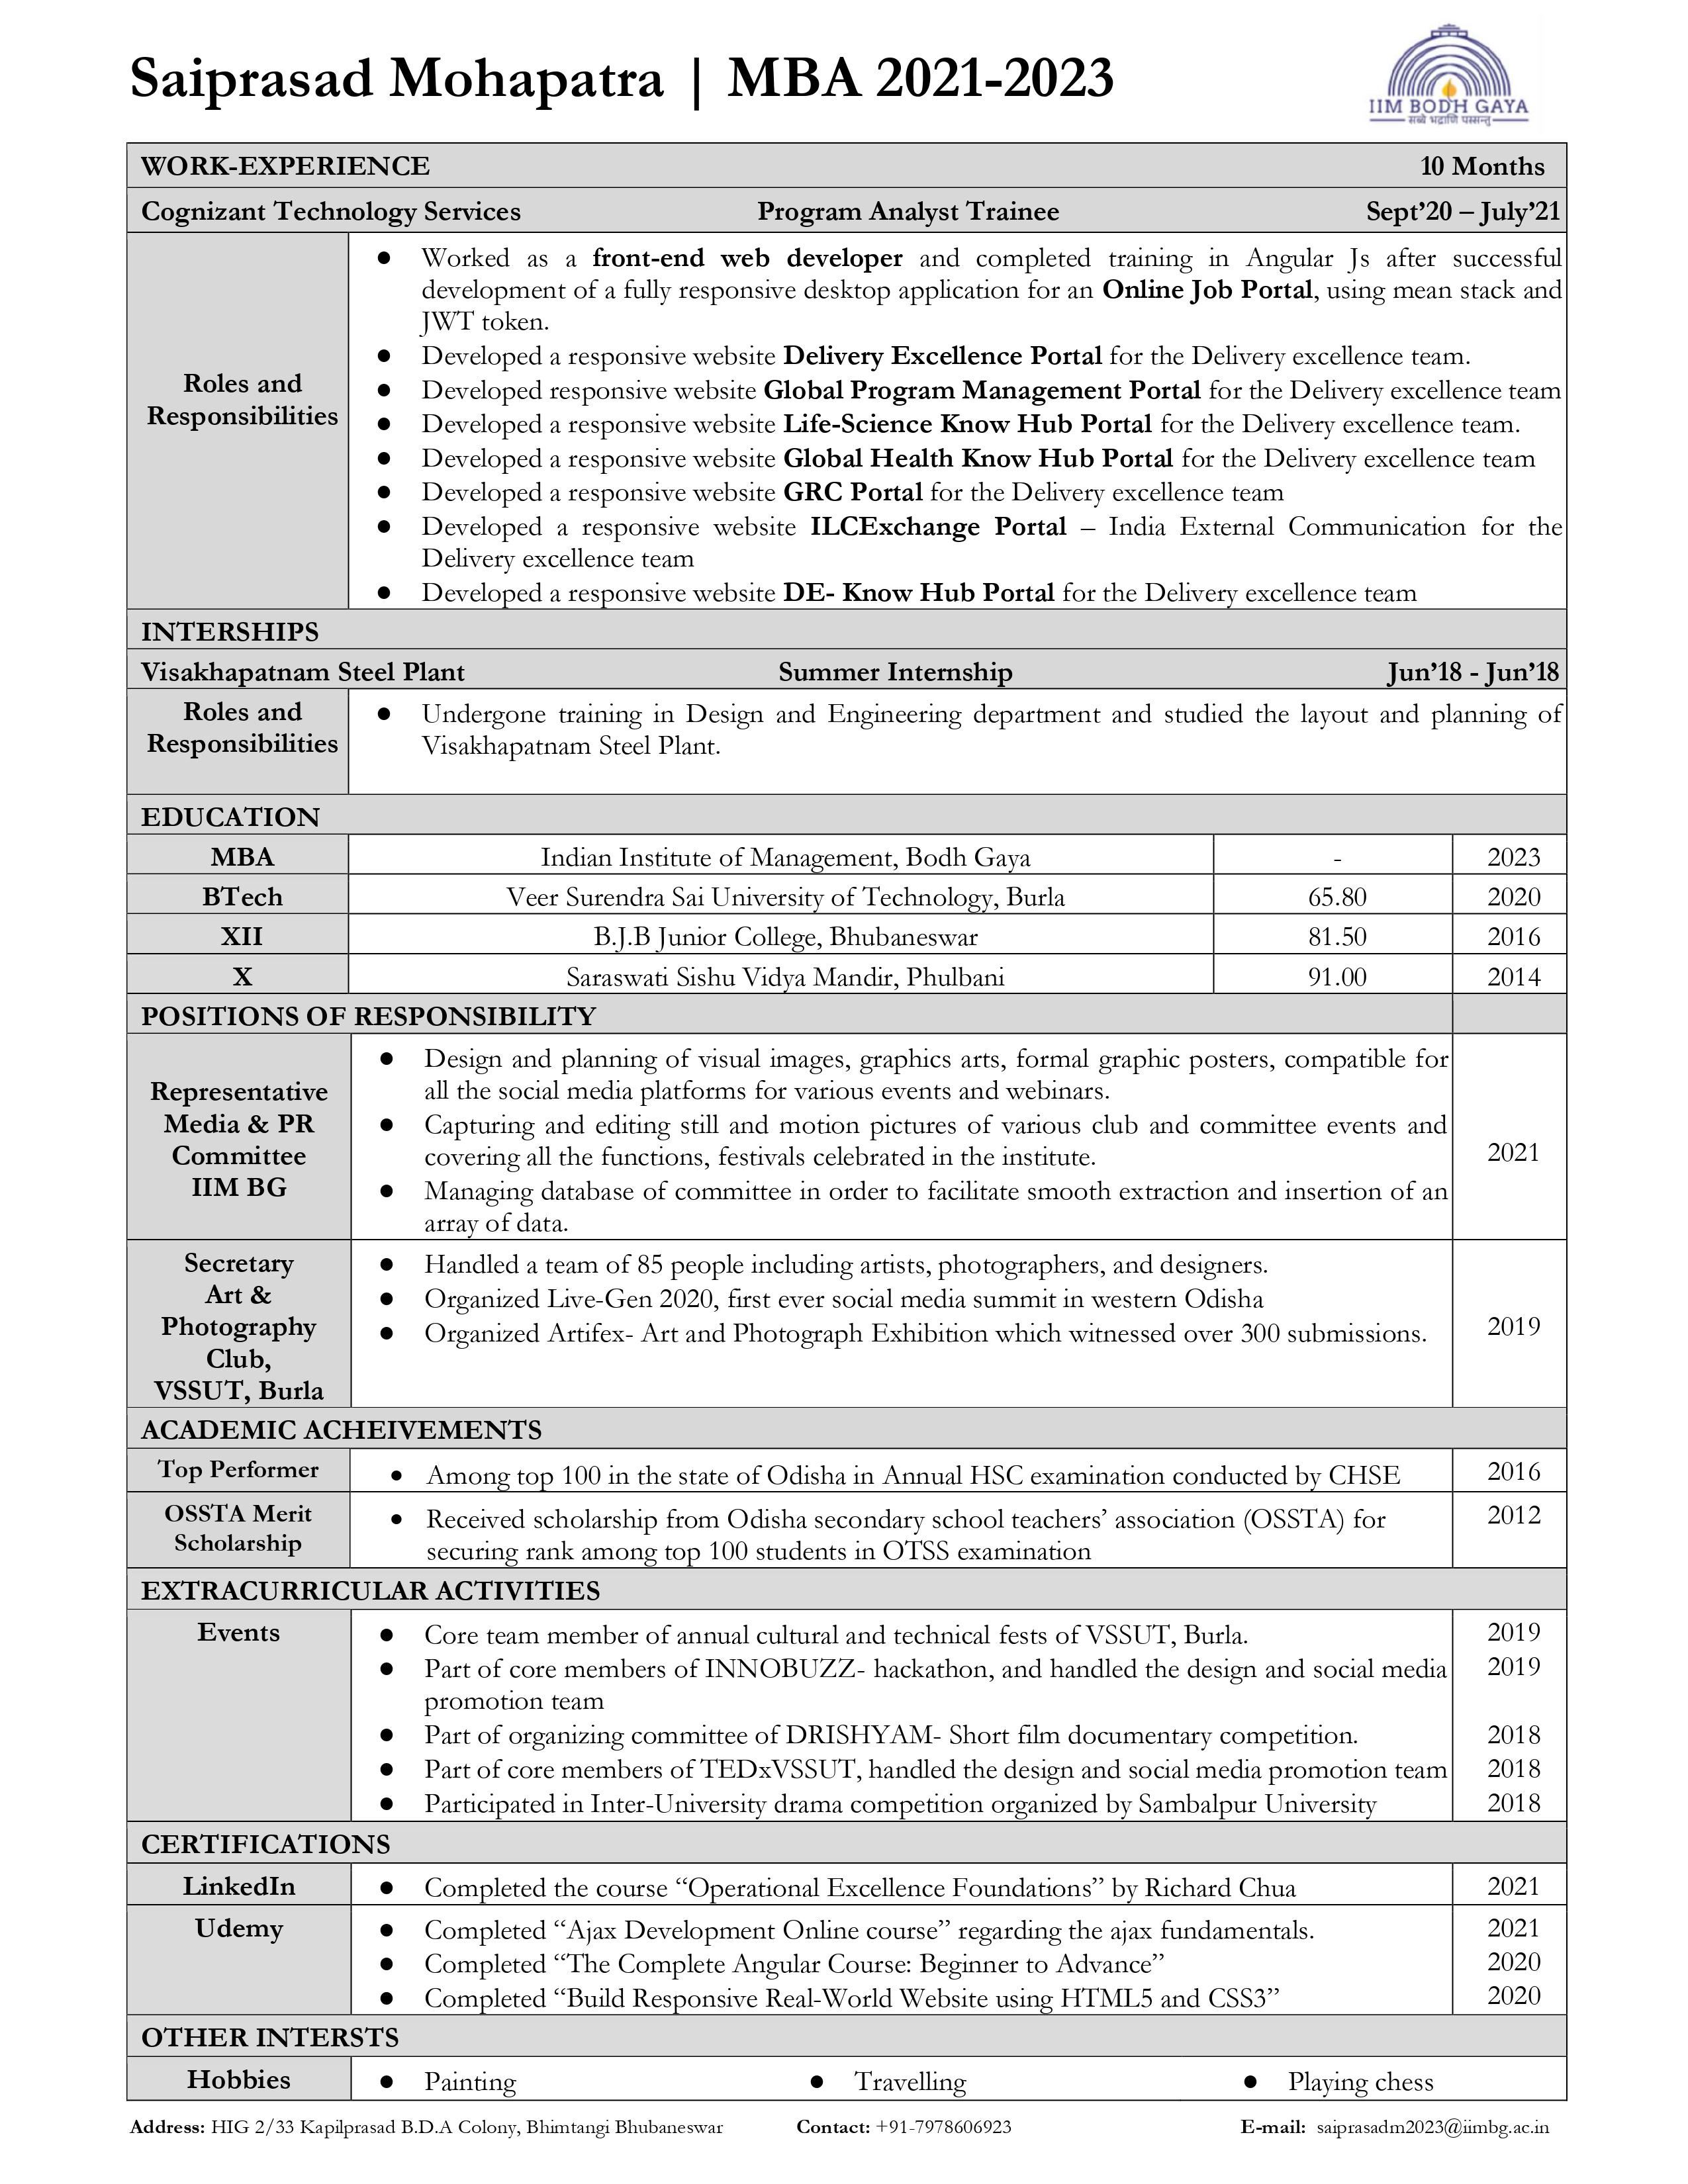 Saiprasad Mohapatra | MBA 2021-2023
IIM BODH GAYA
सब्बे भद्राणि पस्सन्तु
WORK-EXPERIENCE 10 Months
Cognizant Technology Services Program Analyst Trainee Sept’20 – July’21
Roles and
Responsibilities
● Worked as a front-end web developer and completed training in Angular Js after successful
development of a fully responsive desktop application for an Online Job Portal, using mean stack and
JWT token.
● Developed a responsive website Delivery Excellence Portal for the Delivery excellence team.
● Developed responsive website Global Program Management Portal for the Delivery excellence team
● Developed a responsive website Life-Science Know Hub Portal for the Delivery excellence team.
● Developed a responsive website Global Health Know Hub Portal for the Delivery excellence team
● Developed a responsive website GRC Portal for the Delivery excellence team
● Developed a responsive website ILCExchange Portal – India External Communication for the
Delivery excellence team
● Developed a responsive website DE- Know Hub Portal for the Delivery excellence team
INTERSHIPS
Visakhapatnam Steel Plant Summer Internship Jun’18 - Jun’18
Roles and
Responsibilities
● Undergone training in Design and Engineering department and studied the layout and planning of
Visakhapatnam Steel Plant.
EDUCATION
MBA Indian Institute of Management, Bodh Gaya - 2023
BTech Veer Surendra Sai University of Technology, Burla 65.80 2020
XII B.J.B Junior College, Bhubaneswar 81.50 2016
X Saraswati Sishu Vidya Mandir, Phulbani 91.00 2014
POSITIONS OF RESPONSIBILITY
Representative
Media & PR
Committee
IIM BG
● Design and planning of visual images, graphics arts, formal graphic posters, compatible for
all the social media platforms for various events and webinars.
● Capturing and editing still and motion pictures of various club and committee events and
covering all the functions, festivals celebrated in the institute.
● Managing database of committee in order to facilitate smooth extraction and insertion of an
array of data.
2021
Secretary
Art &
Photography
Club,
VSSUT, Burla
● Handled a team of 85 people including artists, photographers, and designers.
● Organized Live-Gen 2020, first ever social media summit in western Odisha
● Organized Artifex- Art and Photograph Exhibition which witnessed over 300 submissions.
2019
ACADEMIC ACHEIVEMENTS
Top Performer • Among top 100 in the state of Odisha in Annual HSC examination conducted by CHSE 2016
OSSTA Merit
Scholarship
• Received scholarship from Odisha secondary school teachers’ association (OSSTA) for
securing rank among top 100 students in OTSS examination
2012
EXTRACURRICULAR ACTIVITIES
Events ● Core team member of annual cultural and technical fests of VSSUT, Burla. 2019
● Part of core members of INNOBUZZ- hackathon, and handled the design and social media 2019
promotion team
● Part of organizing committee of DRISHYAM- Short film documentary competition. 2018
● Part of core members of TEDxVSSUT, handled the design and social media promotion team 2018
● Participated in Inter-University drama competition organized by Sambalpur University 2018
CERTIFICATIONS
LinkedIn ● Completed the course “Operational Excellence Foundations” by Richard Chua 2021
Udemy ● Completed “Ajax Development Online course” regarding the ajax fundamentals. 2021
● Completed “The Complete Angular Course: Beginner to Advance” 2020
● Completed “Build Responsive Real-World Website using HTML5 and CSS3” 2020
OTHER INTERSTS
Hobbies ● Painting ● Travelling ● Playing chess
Address: HIG 2/33 Kapilprasad B.D.A Colony, Bhimtangi Bhubaneswar Contact: +91-7978606923 E-mail: saiprasadm2023@iimbg.ac.in